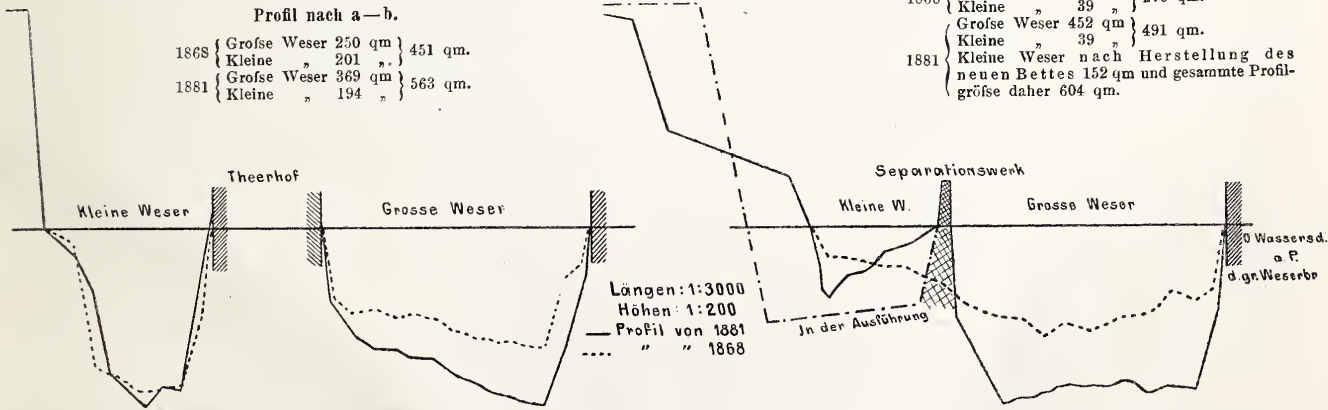 Profil nach a—b.
1868 { Grofse Weser 250 qm } 451 qm.
Kleine „ 201 „
1881 { Grofse Weser 369 qm } 563 qm.
Kleine „ 194 „
Kleine „ 39 „
1881 { Grofse Weser 452 qm } 491 qm.
Kleine „ 39 „
Kleine Weser nach Herstellung des
neuen Bettes 152 qm und gesammte Profil-
gröfse daher 604 qm.
Theerhof
Kleine Weser
Grosse Weser
Separationswerk
Kleine W.
Grosse Weser
0 Wassersd.
a. P.
d. gr. Weserbr
Längen: 1:3000
Höhen: 1:200
Profil von 1881
„ „ 1868
In der Ausführung